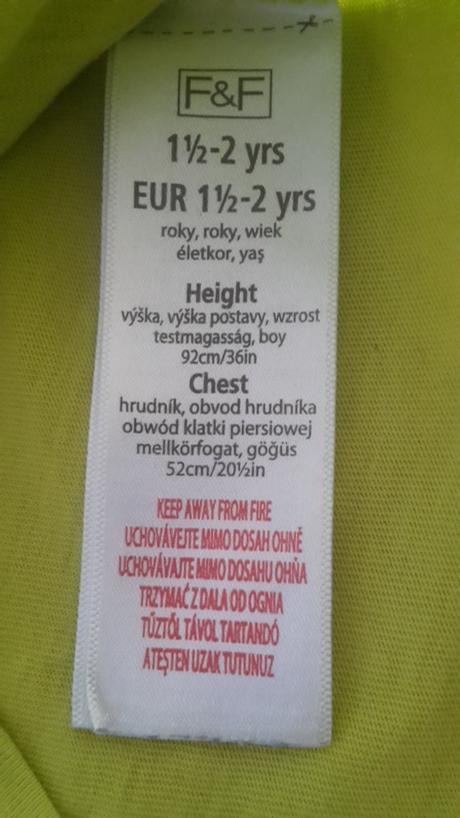 F&F
1½-2 yrs
EUR 1½-2 yrs
roky, roky, wiek
életkor, yaş
Height
výška, výška postavy, wzrost
testmagasság, boy
92cm/36in
Chest
hrudník, obvod hrudníka
obwód klatki piersiowej
mellkörfogat, göğüs
52cm/20½in
KEEP AWAY FROM FIRE
UCHOVÁVEJTE MIMO DOSAH OHNĚ
UCHOVÁVAJTE MIMO DOSAHU OHŇA
TRZYMAĆ Z DALA OD OGNIA
TŰZTŐL TÁVOL TARTANDÓ
ATEŞTEN UZAK TUTUNUZ